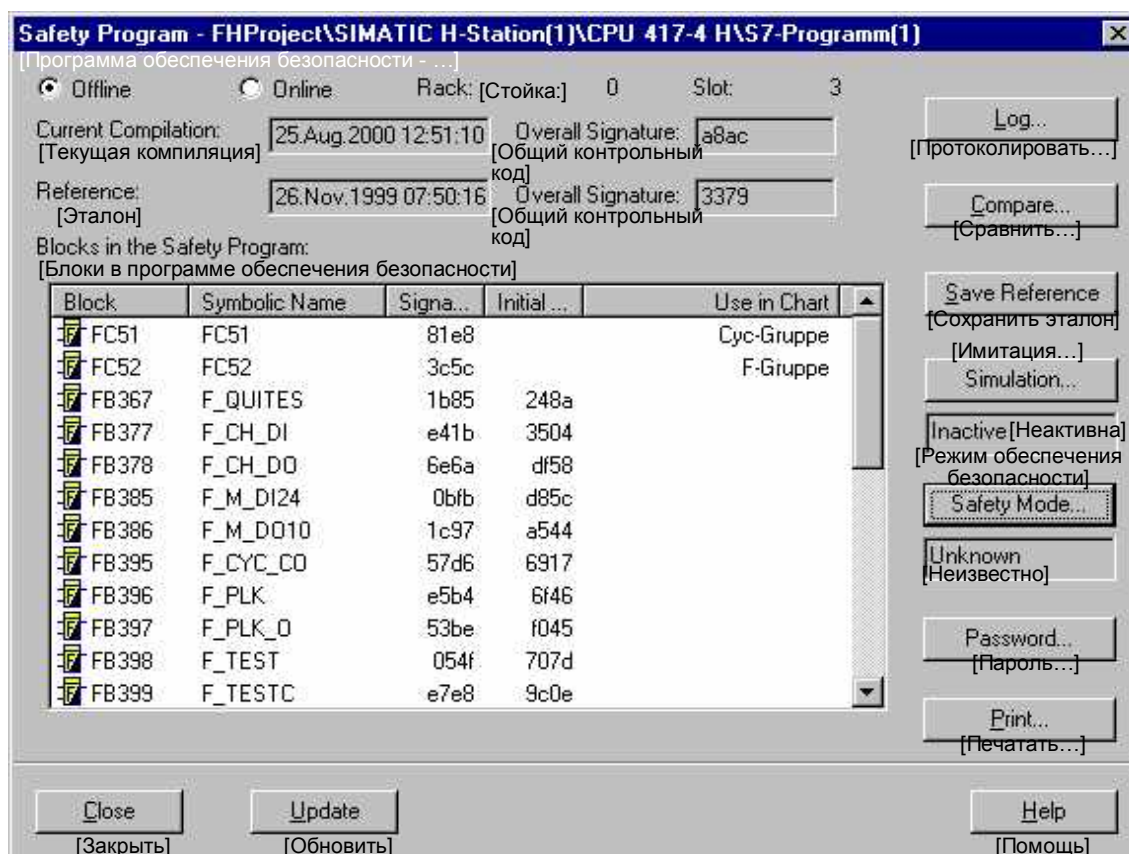 Safety Program - FHProject\SIMATIC H-Station(1)\CPU 417-4 H\S7-Programm(1)
[Программа обеспечения безопасности - …]
Offline Online Rack: [Стойка:] 0 Slot: 3
Log...
[Протоколировать…]
Current Compilation: 25.Aug.2000 12:51:10 Overall Signature: a8ac
[Текущая компиляция] [Общий контрольный
код]
Reference: 26.Nov.1999 07:50:16 Overall Signature: 3379
[Эталон] [Общий контрольный
код]
Compare...
[Сравнить…]
Blocks in the Safety Program:
[Блоки в программе обеспечения безопасности]
Block Symbolic Name Signa... Initial ... Use in Chart
FC51 FC51 81e8 Cyc-Gruppe
FC52 FC52 3c5c F-Gruppe
FB367 F_QUITES 1b85 248a
FB377 F_CH_DI e41b 3504
FB378 F_CH_DO 6e6a df58
FB385 F_M_DI24 0bfb d85c
FB386 F_M_DO10 1c97 a544
FB395 F_CYC_CO 57d6 6917
FB396 F_PLK e5b4 6f46
FB397 F_PLK_O 53be f045
FB398 F_TEST 054f 707d
FB399 F_TESTC e7e8 9c0e
Save Reference
[Сохранить эталон]
[Имитация…]
Simulation...
Inactive [Неактивна]
[Режим обеспечения
безопасности]
Safety Mode...
Unknown
[Неизвестно]
Password...
[Пароль…]
Print...
[Печатать…]
Close Update Help
[Закрыть] [Обновить] [Помощь]